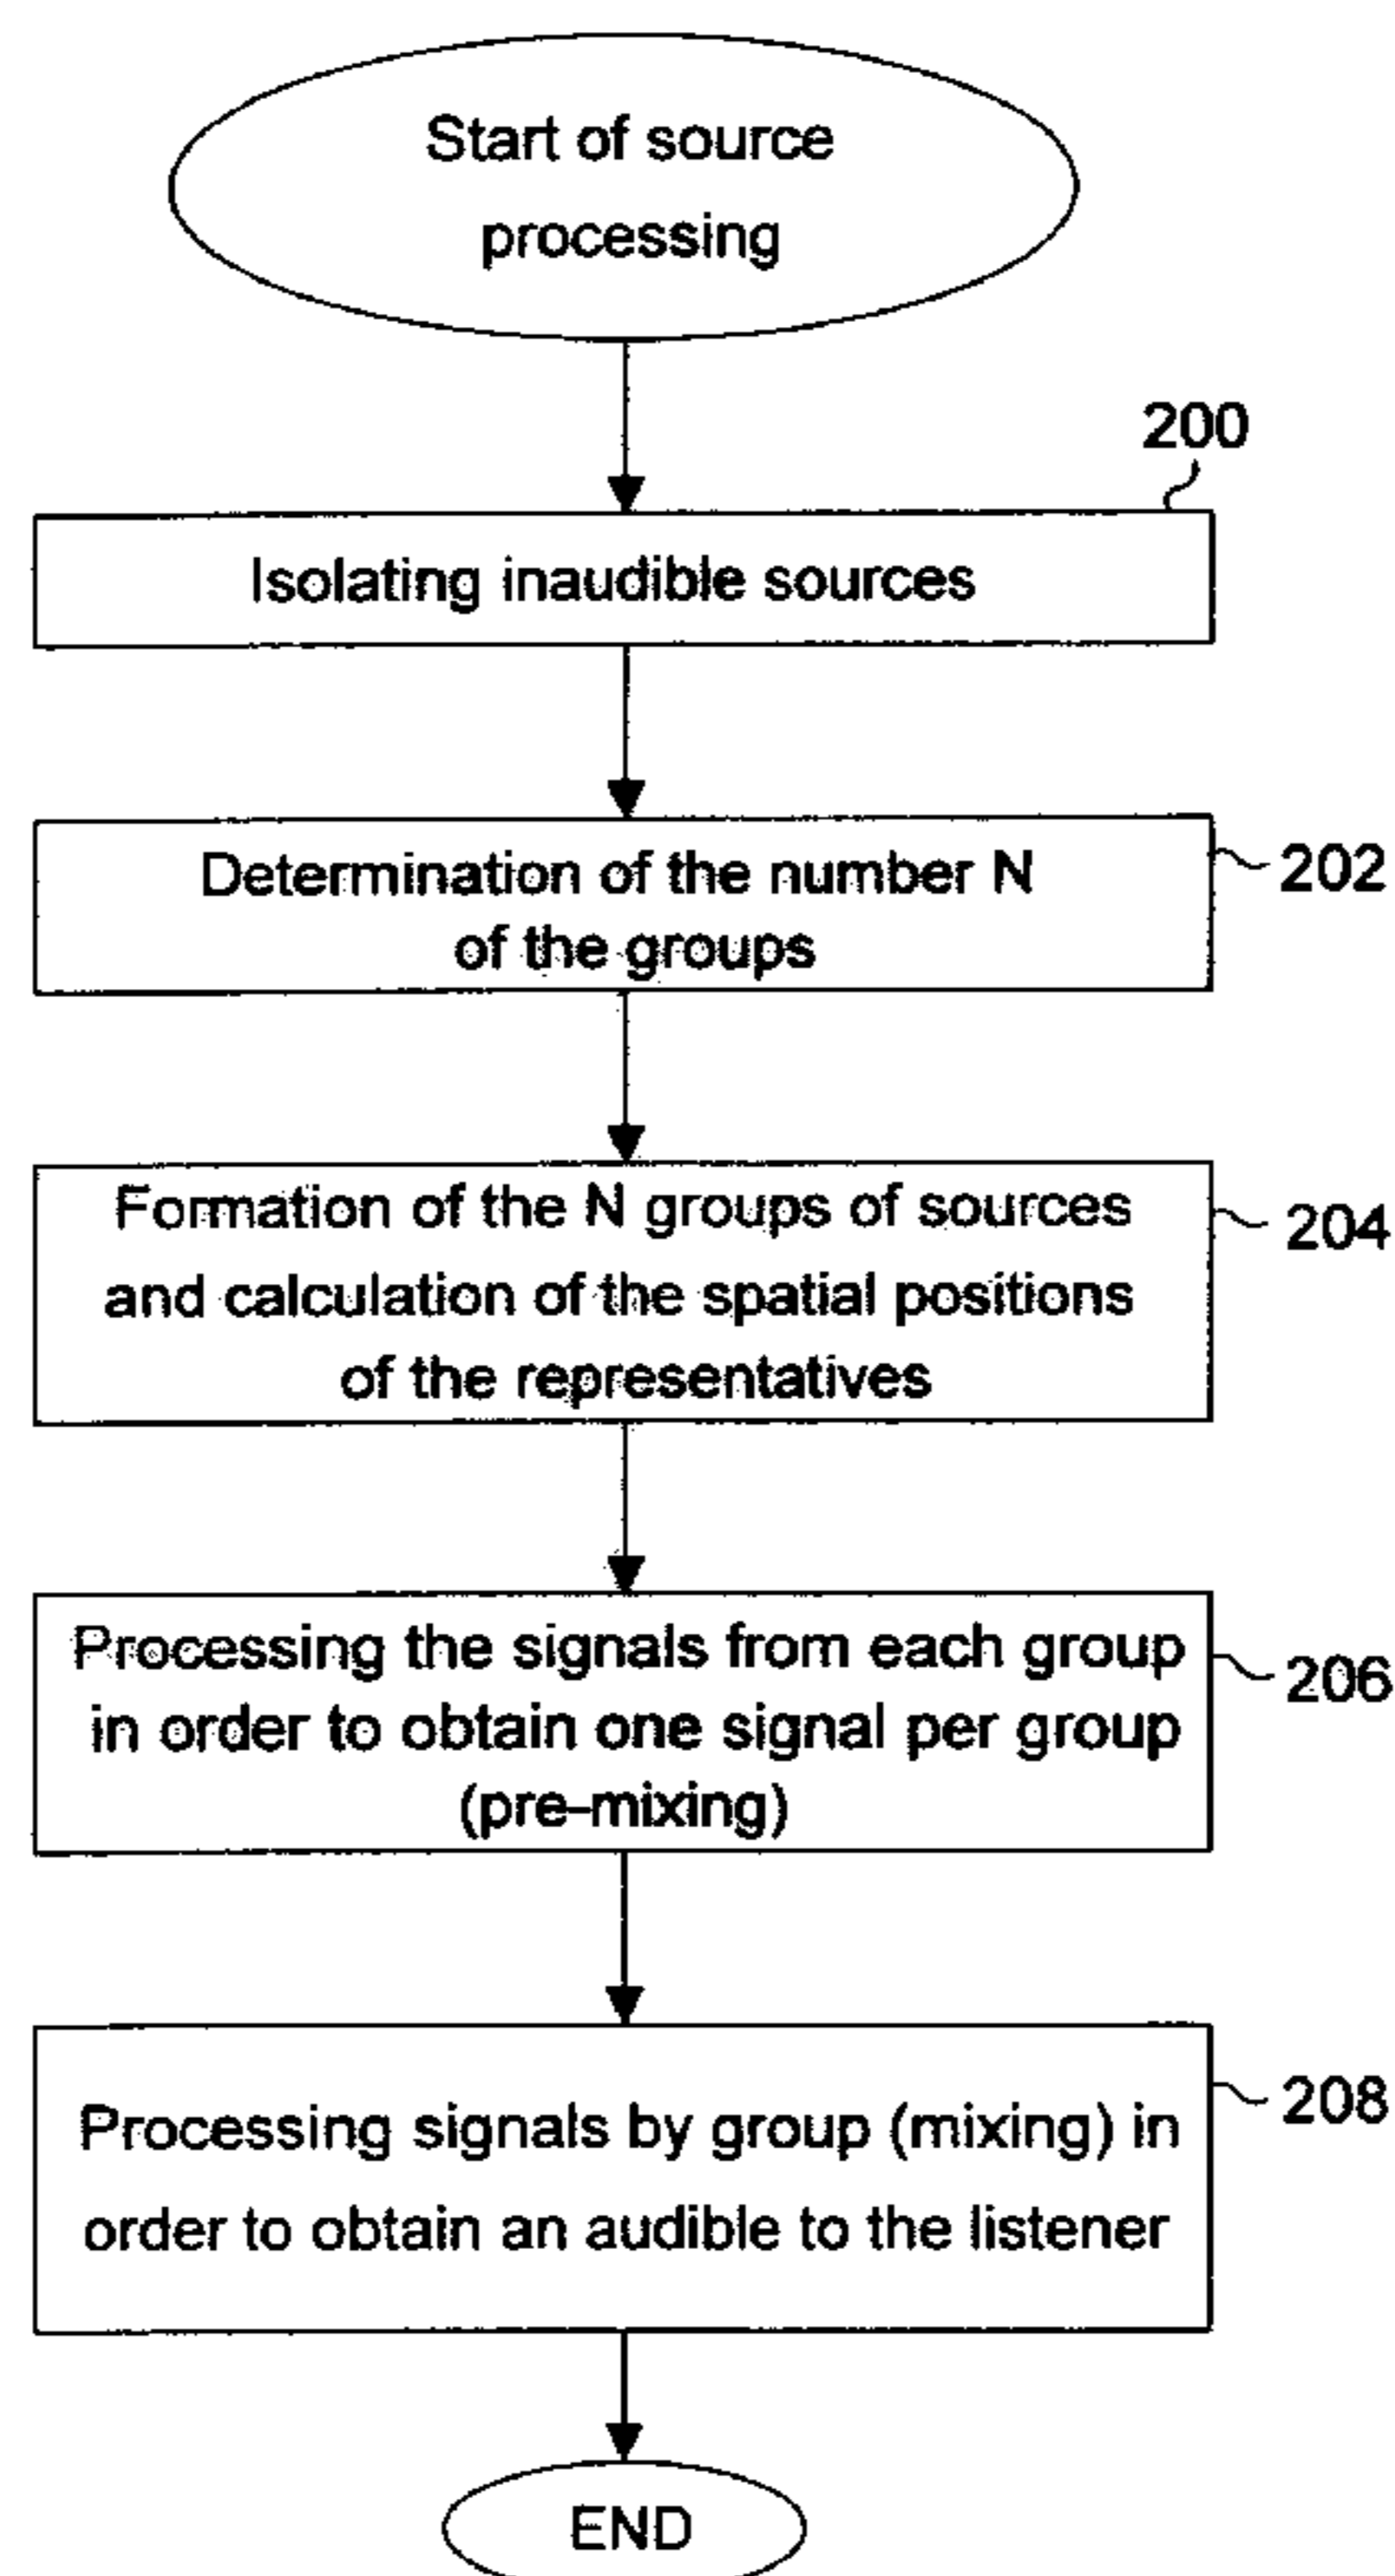 Start of source
processing
200
Isolating inaudible sources
Determination of the number N
of the groups
202
Formation of the N groups of sources
and calculation of the spatial positions
of the representatives
204
Processing the signals from each group
in order to obtain one signal per group
(pre-mixing)
206
Processing signals by group (mixing) in
order to obtain an audible to the listener
208
END